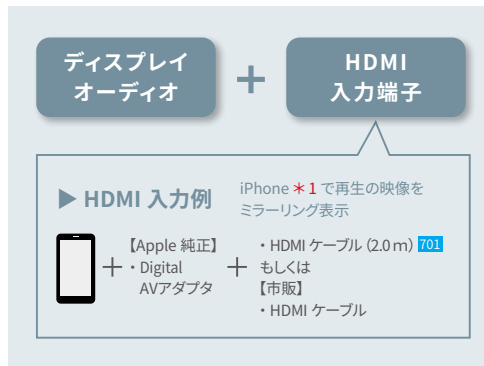 ディスプレイ
オーディオ
+
HDMI
入力端子
▶ HDMI 入力例
iPhone＊1で再生の映像を
ミラーリング表示
+
【Apple 純正】
・Digital
AVアダプタ
+
・HDMI ケーブル（2.0ｍ）701
もしくは
【市販】
・HDMI ケーブル